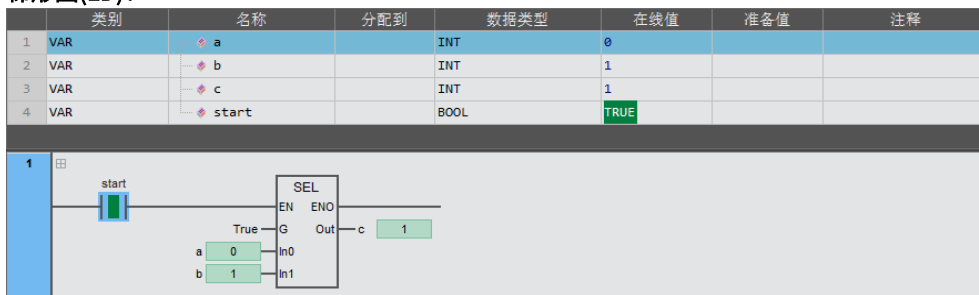 类别 名称 分配到 数据类型 在线值 准备值 注释
1 VAR a INT 0
2 VAR b INT 1
3 VAR c INT 1
4 VAR start BOOL TRUE
1
start
SEL
EN ENO
True G Out c 1
a 0 In0
b 1 In1